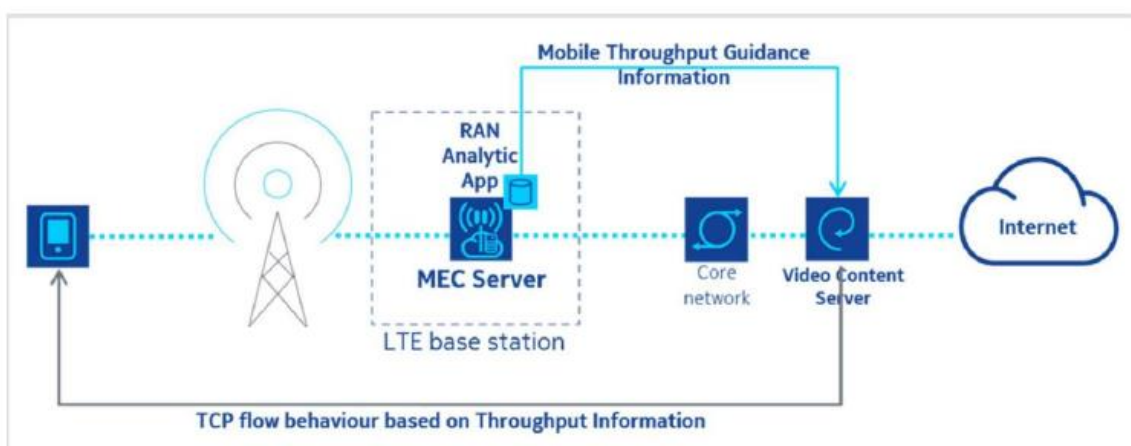 Mobile Throughput Guidance
Information
RAN
Analytic
App
MEC Server
LTE base station
Core
network
Video Content
Server
Internet
TCP flow behaviour based on Throughput Information